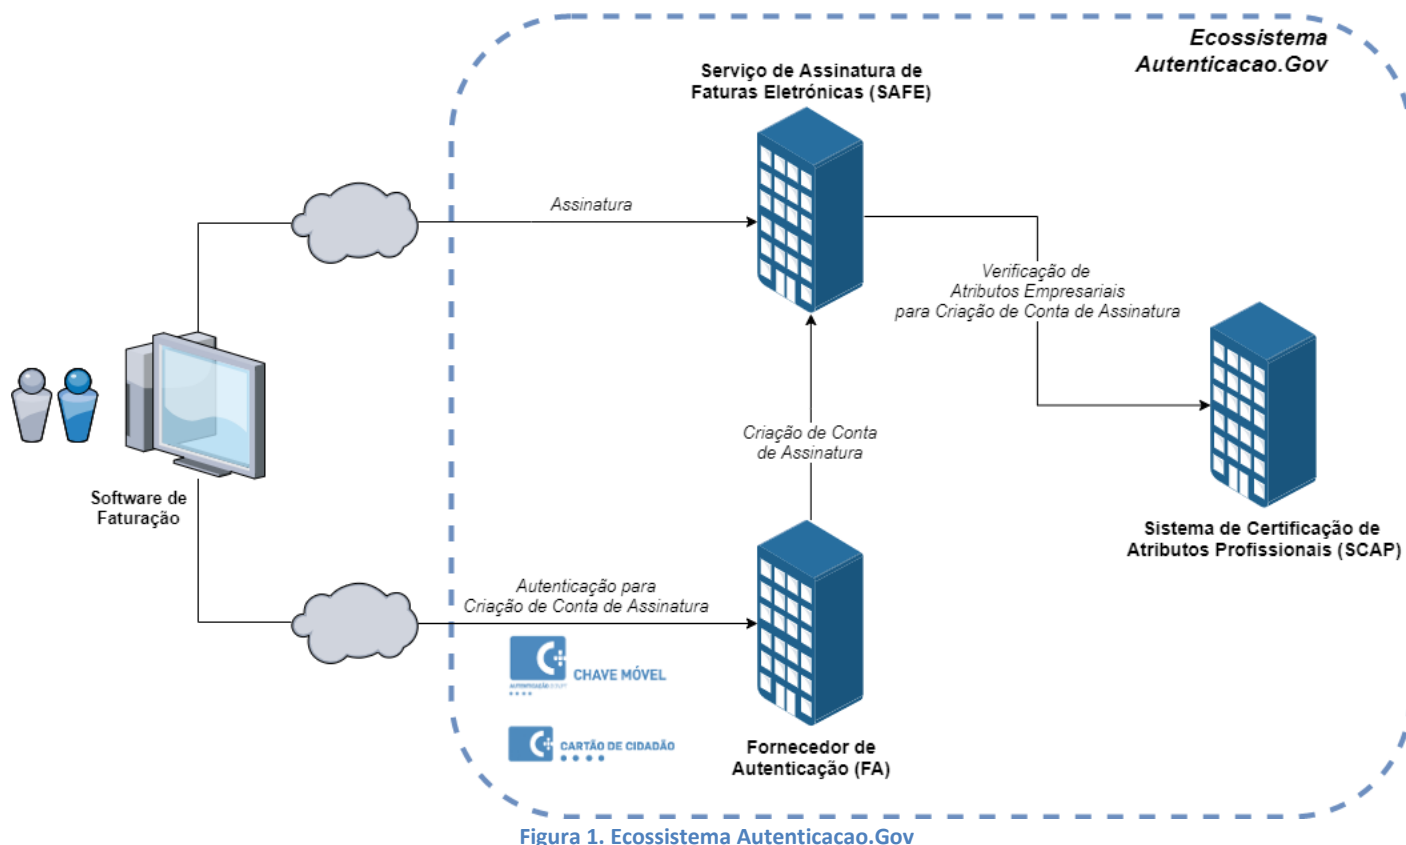 Ecossistema
Autenticacao.Gov
Serviço de Assinatura de
Faturas Eletrónicas (SAFE)
Assinatura
Verificação de
Atributos Empresariais
para Criação de Conta de Assinatura
Criação de Conta
de Assinatura
Software de
Faturação
Sistema de Certificação de
Atributos Profissionais (SCAP)
Autenticação para
Criação de Conta de Assinatura
CHAVE MÓVEL
CARTÃO DE CIDADÃO
Fornecedor de
Autenticação (FA)
Figura 1. Ecossistema Autenticacao.Gov